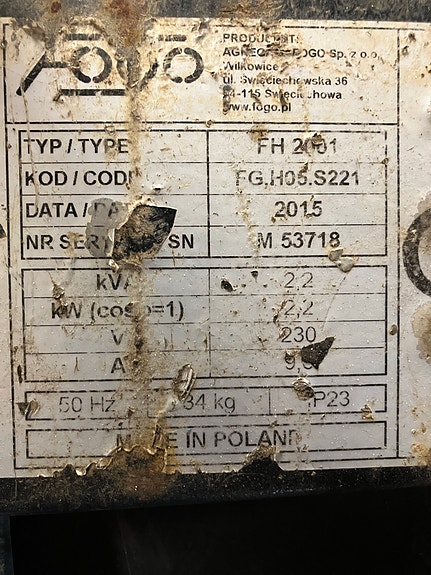 FOGO
PRODUCENT:
AGREGATY FOGO Sp. z o.o.
Wilkowice
ul. Święciechowska 36
64-115 Święciechowa
www.fogo.pl
TYP / TYPE FH 2001
KOD / CODE FG.H05.S221
DATA / DATE 2015
NR SERYJNY SN M 53718
kVA 2,2
kW (cosφ=1) 2,2
V 230
A
50 Hz 34 kg IP23
MADE IN POLAND